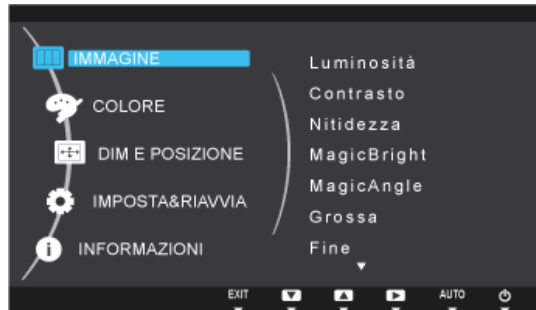 IMMAGINE
COLORE
DIM E POSIZIONE
IMPOSTA&RIAVVIA
INFORMAZIONI
Luminosità
Contrasto
Nitidezza
MagicBright
MagicAngle
Grossa
Fine
EXIT AUTO